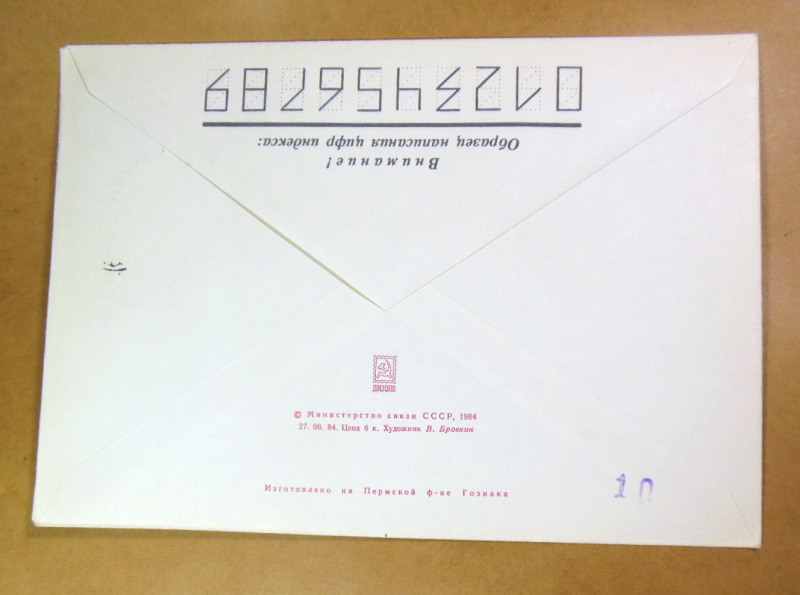 Внимание!
Образец написания цифр индекса:
0123456789
ДИЭЗПО
© Министерство связи СССР, 1984
27. 06. 84. Цена 6 к. Художник В. Бровкин
Изготовлено на Пермской ф-ке Гознака
10